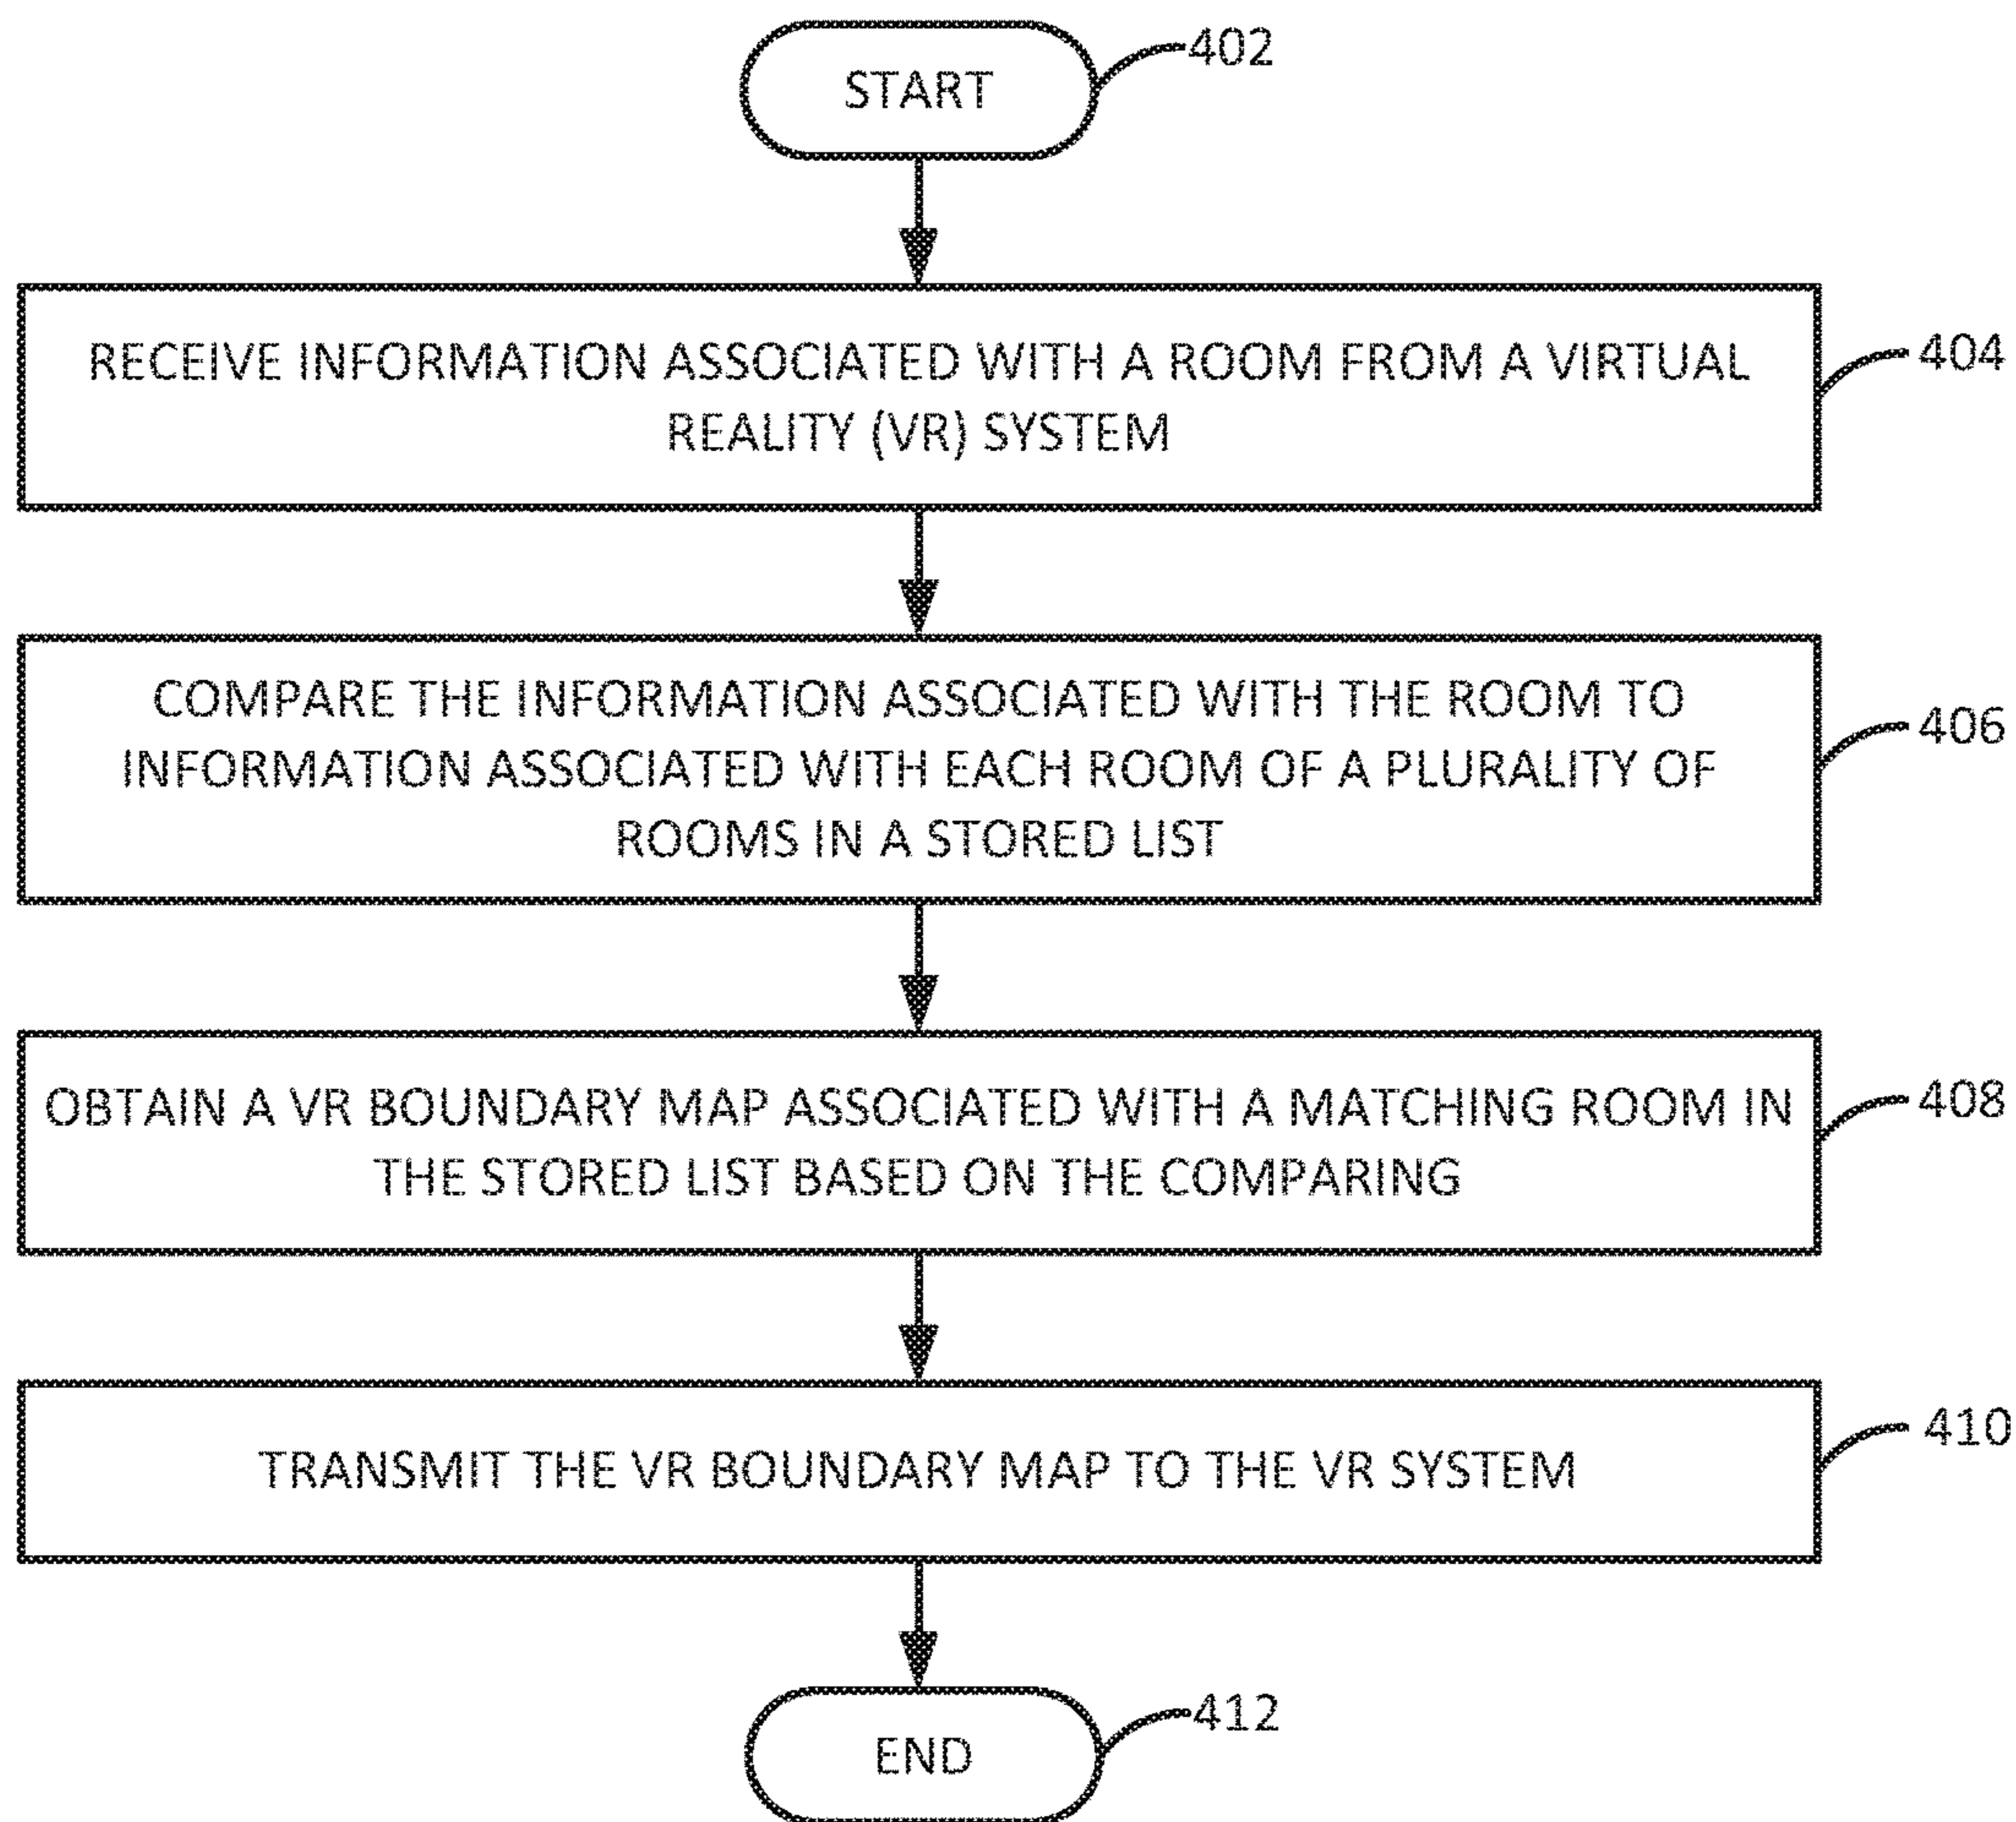 START
402
RECEIVE INFORMATION ASSOCIATED WITH A ROOM FROM A VIRTUAL
REALITY (VR) SYSTEM
404
COMPARE THE INFORMATION ASSOCIATED WITH THE ROOM TO
INFORMATION ASSOCIATED WITH EACH ROOM OF A PLURALITY OF
ROOMS IN A STORED LIST
406
OBTAIN A VR BOUNDARY MAP ASSOCIATED WITH A MATCHING ROOM IN
THE STORED LIST BASED ON THE COMPARING
408
TRANSMIT THE VR BOUNDARY MAP TO THE VR SYSTEM
410
END
412